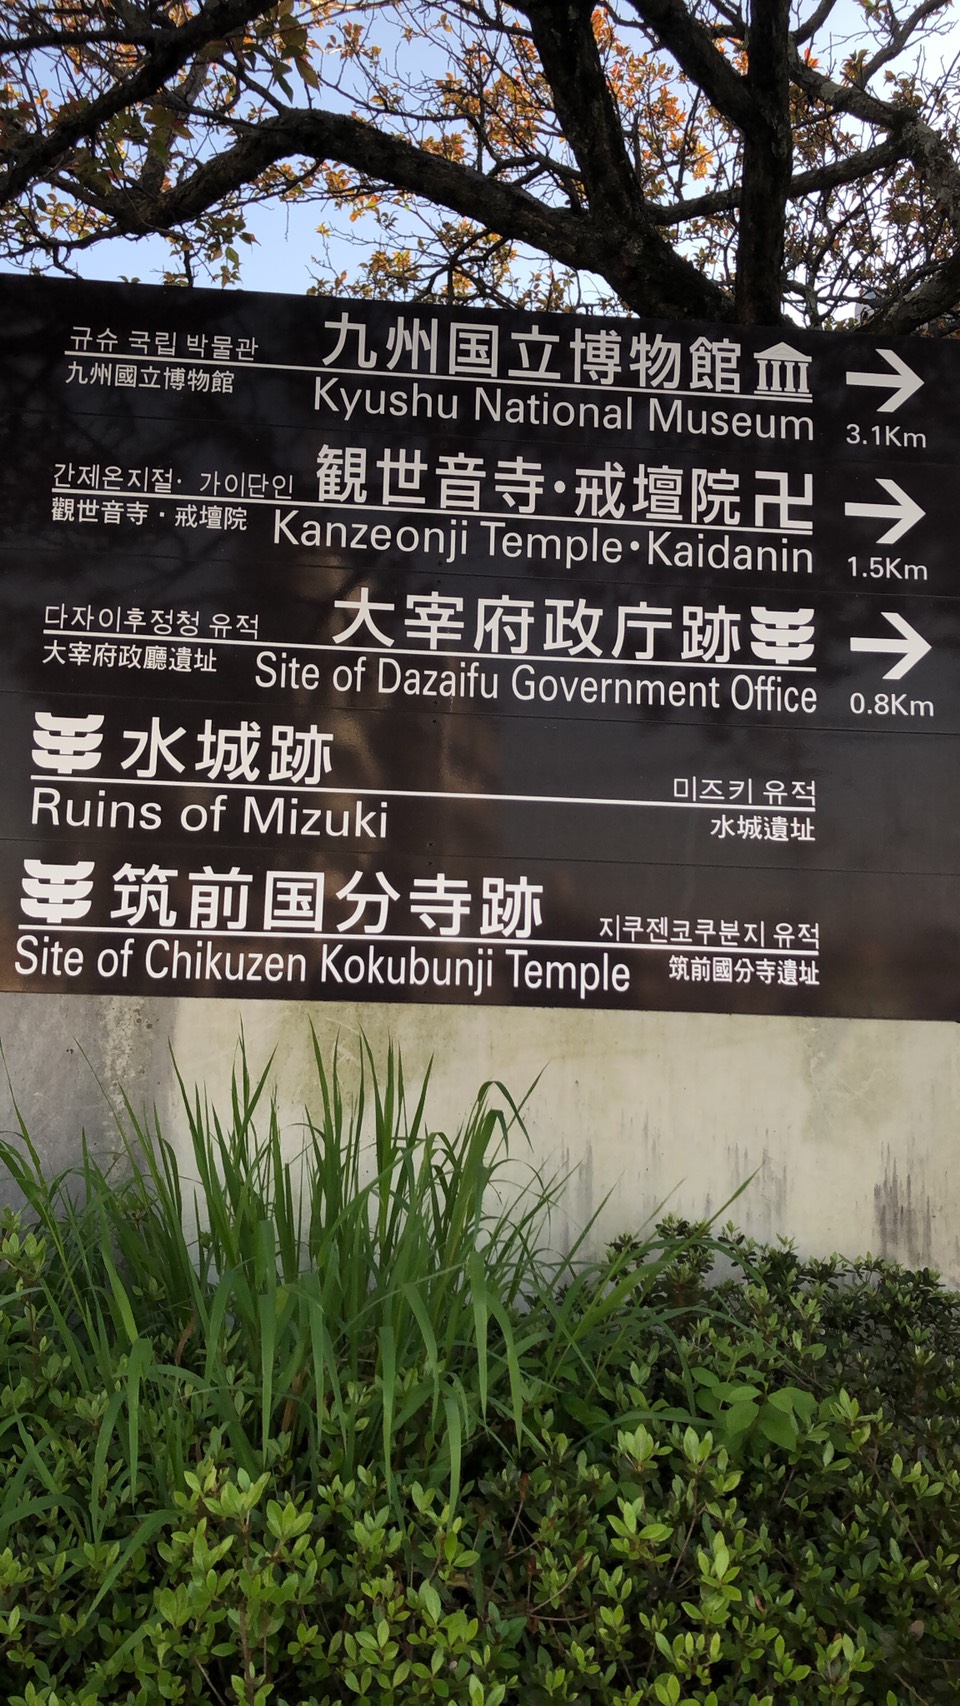 규슈 국립 박물관
九州國立博物館
九州国立博物館
Kyushu National Museum
3.1Km
간제온지절· 가이단인
觀世音寺・戒壇院
観世音寺・戒壇院卍
Kanzeonji Temple・Kaidanin
1.5Km
다자이후정청 유적
大宰府政廳遺址
大宰府政庁跡
Site of Dazaifu Government Office
0.8Km
水城跡
Ruins of Mizuki
미즈키 유적
水城遺址
筑前国分寺跡
Site of Chikuzen Kokubunji Temple
지쿠젠코쿠분지 유적
筑前國分寺遺址